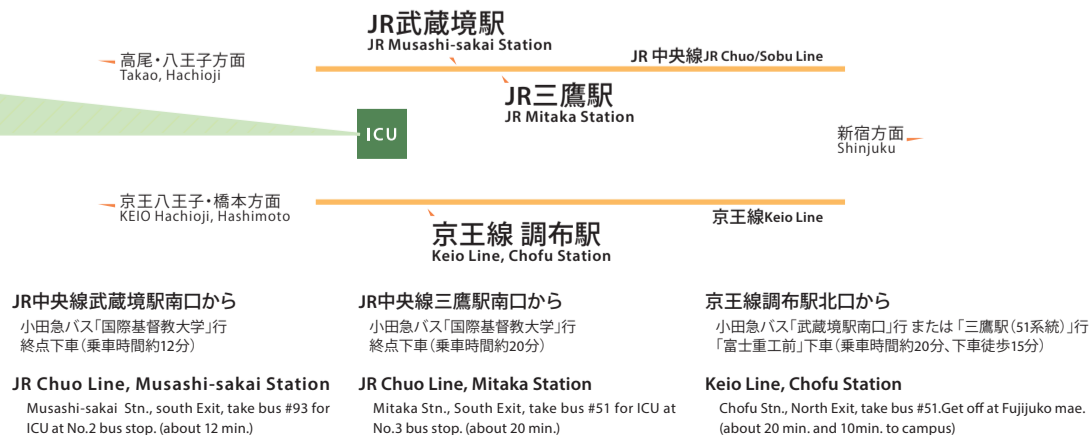 JR武蔵境駅
JR Musashi-sakai Station
高尾・八王子方面
Takao, Hachioji
JR 中央線JR Chuo/Sobu Line
JR三鷹駅
JR Mitaka Station
ICU
新宿方面
Shinjuku
京王八王子・橋本方面
KEIO Hachioji, Hashimoto
京王線Keio Line
京王線 調布駅
Keio Line, Chofu Station
JR中央線武蔵境駅南口から
小田急バス「国際基督教大学」行
終点下車(乗車時間約12分)
JR Chuo Line, Musashi-sakai Station
Musashi-sakai Stn., south Exit, take bus #93 for
ICU at No.2 bus stop. (about 12 min.)
JR中央線三鷹駅南口から
小田急バス「国際基督教大学」行
終点下車(乗車時間約20分)
JR Chuo Line, Mitaka Station
Mitaka Stn., South Exit, take bus #51 for ICU at
No.3 bus stop. (about 20 min.)
京王線調布駅北口から
小田急バス「武蔵境駅南口」行 または 「三鷹駅(51系統)」行
「富士重工前」下車(乗車時間約20分、下車徒歩15分)
Keio Line, Chofu Station
Chofu Stn., North Exit, take bus #51.Get off at Fujijuko mae.
(about 20 min. and 10min. to campus)